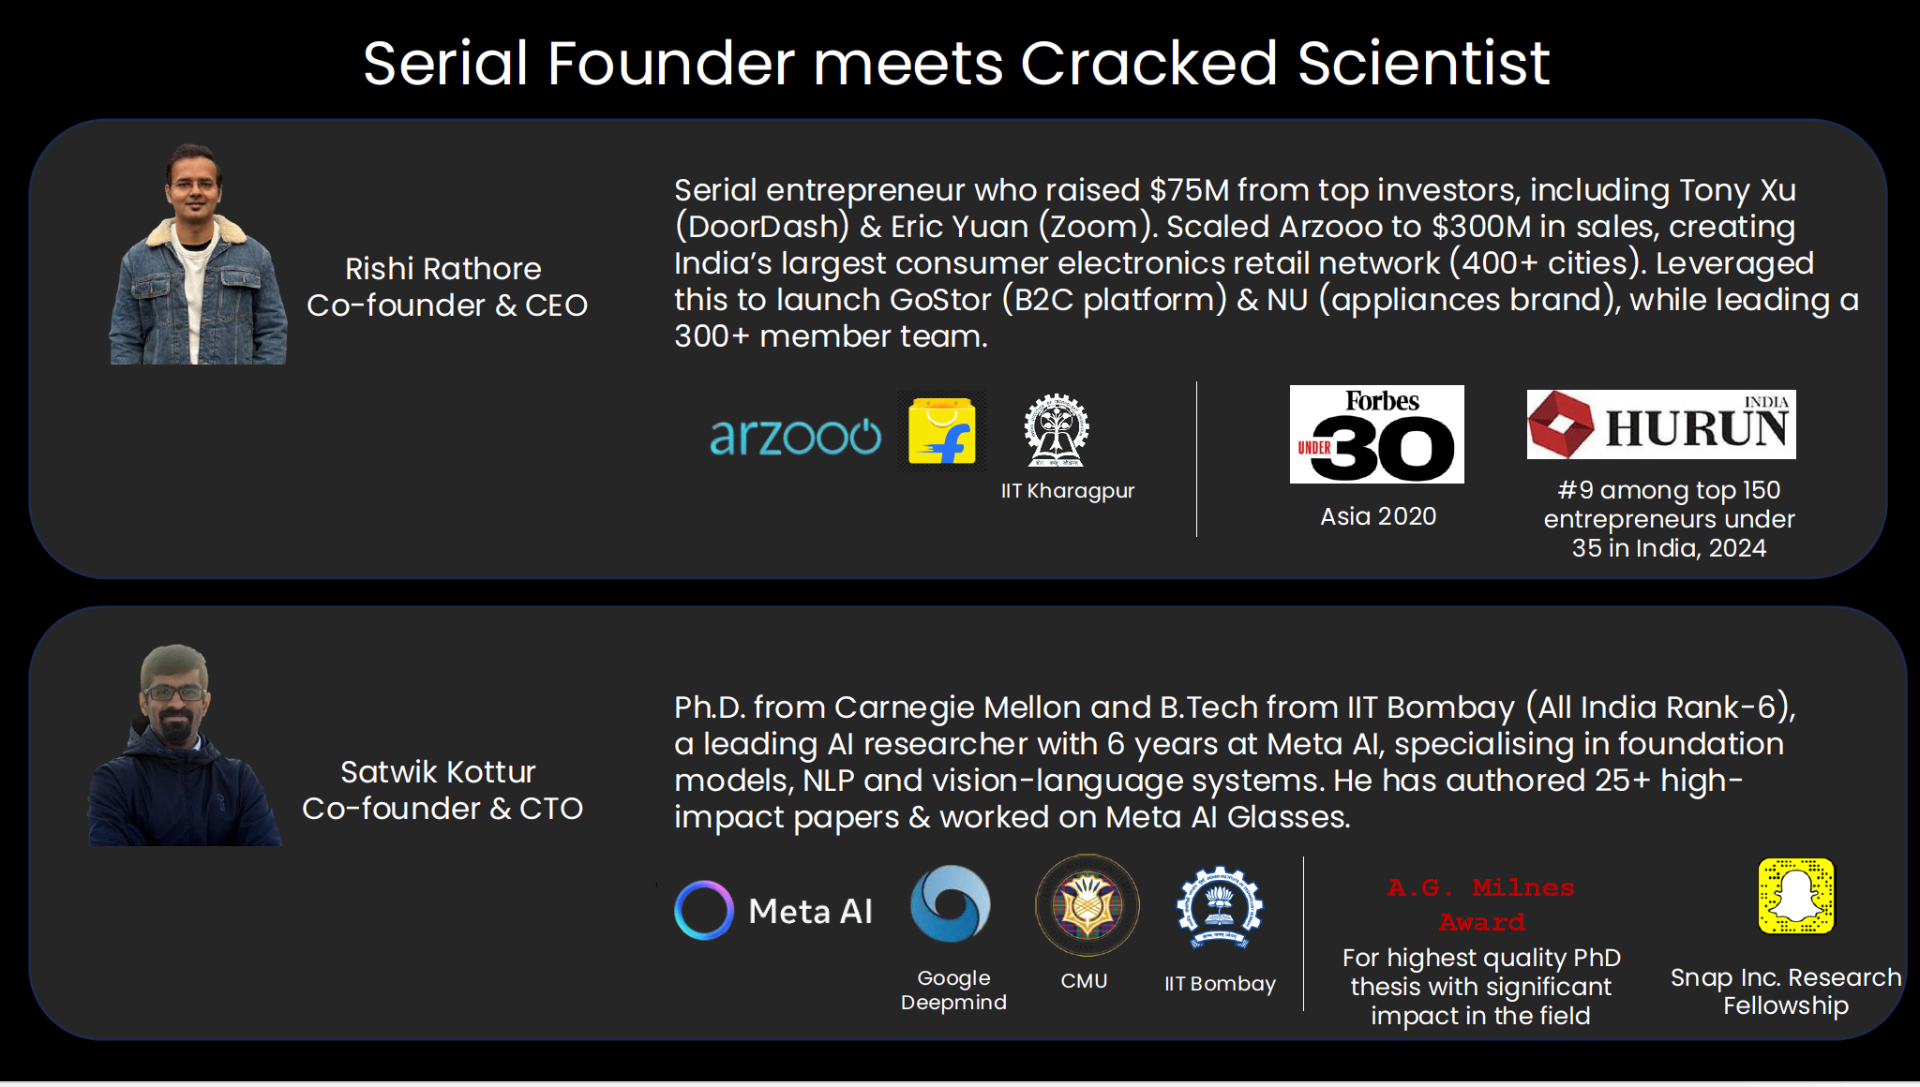 Serial Founder meets Cracked Scientist
Rishi Rathore
Co-founder & CEO
Serial entrepreneur who raised $75M from top investors, including Tony Xu
(DoorDash) & Eric Yuan (Zoom). Scaled Arzooo to $300M in sales, creating
India’s largest consumer electronics retail network (400+ cities). Leveraged
this to launch GoStor (B2C platform) & NU (appliances brand), while leading a
300+ member team.
arzooo
f
IIT Kharagpur
Forbes
UNDER 30
Asia 2020
INDIA
HURUN
#9 among top 150
entrepreneurs under
35 in India, 2024
Satwik Kottur
Co-founder & CTO
Ph.D. from Carnegie Mellon and B.Tech from IIT Bombay (All India Rank-6),
a leading AI researcher with 6 years at Meta AI, specialising in foundation
models, NLP and vision-language systems. He has authored 25+ high-
impact papers & worked on Meta AI Glasses.
Meta AI
Google
Deepmind
CMU
IIT Bombay
A.G. Milnes
Award
For highest quality PhD
thesis with significant
impact in the field
Snap Inc. Research
Fellowship